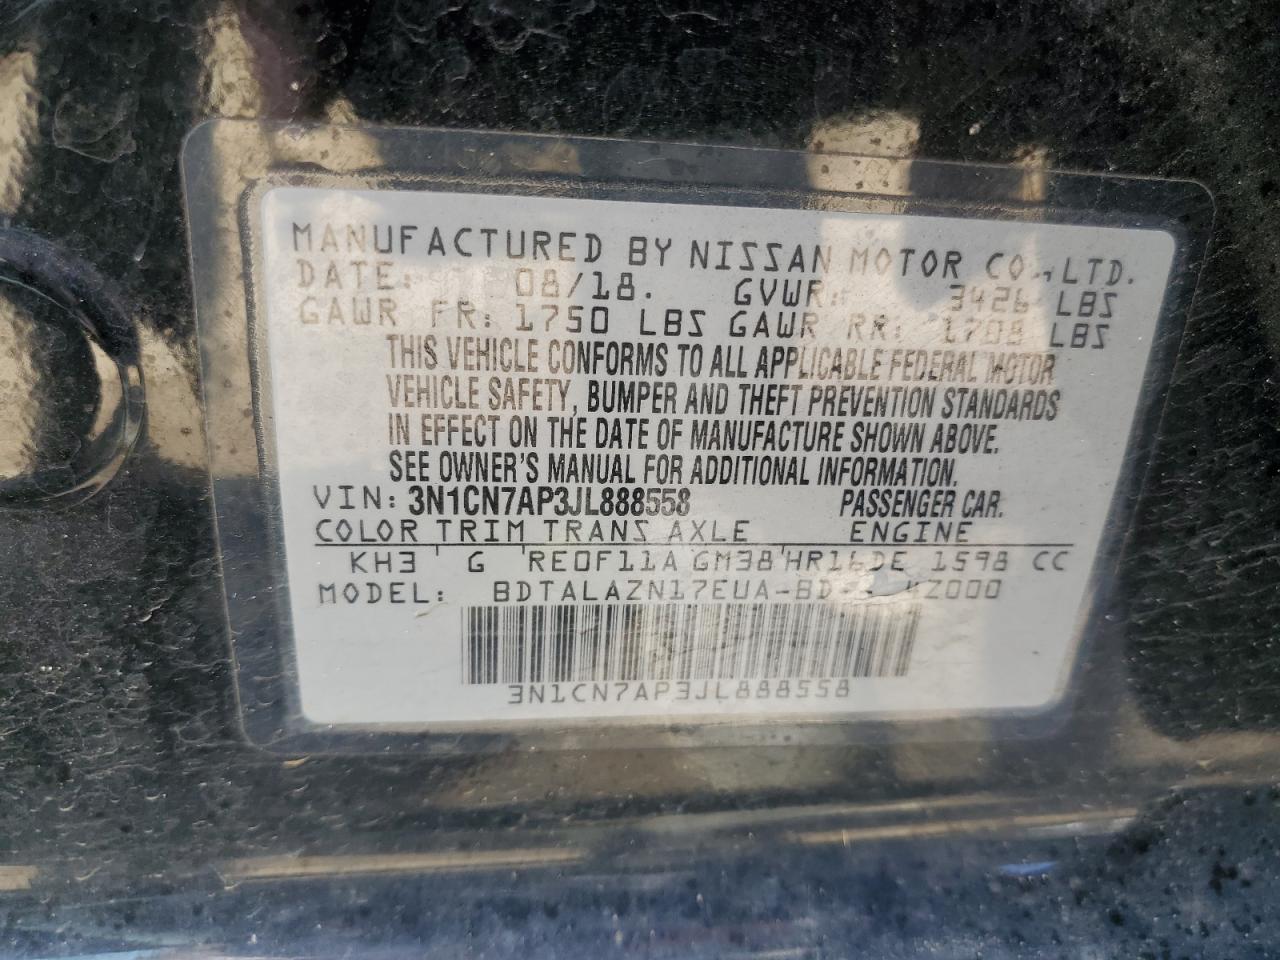 MANUFACTURED BY NISSAN MOTOR CO., LTD.
DATE: 08/18. GVWR: 3426 LBS
GAWR FR: 1750 LBS GAWR RR: 1708 LBS
THIS VEHICLE CONFORMS TO ALL APPLICABLE FEDERAL MOTOR
VEHICLE SAFETY, BUMPER AND THEFT PREVENTION STANDARDS
IN EFFECT ON THE DATE OF MANUFACTURE SHOWN ABOVE.
SEE OWNER'S MANUAL FOR ADDITIONAL INFORMATION.
VIN: 3N1CN7AP3JL888558 PASSENGER CAR.
COLOR TRIM TRANS AXLE ENGINE
KH3 G RE0F11A GM38 HR16DE 1598 CC
MODEL:
3N1CN7AP3JL888558